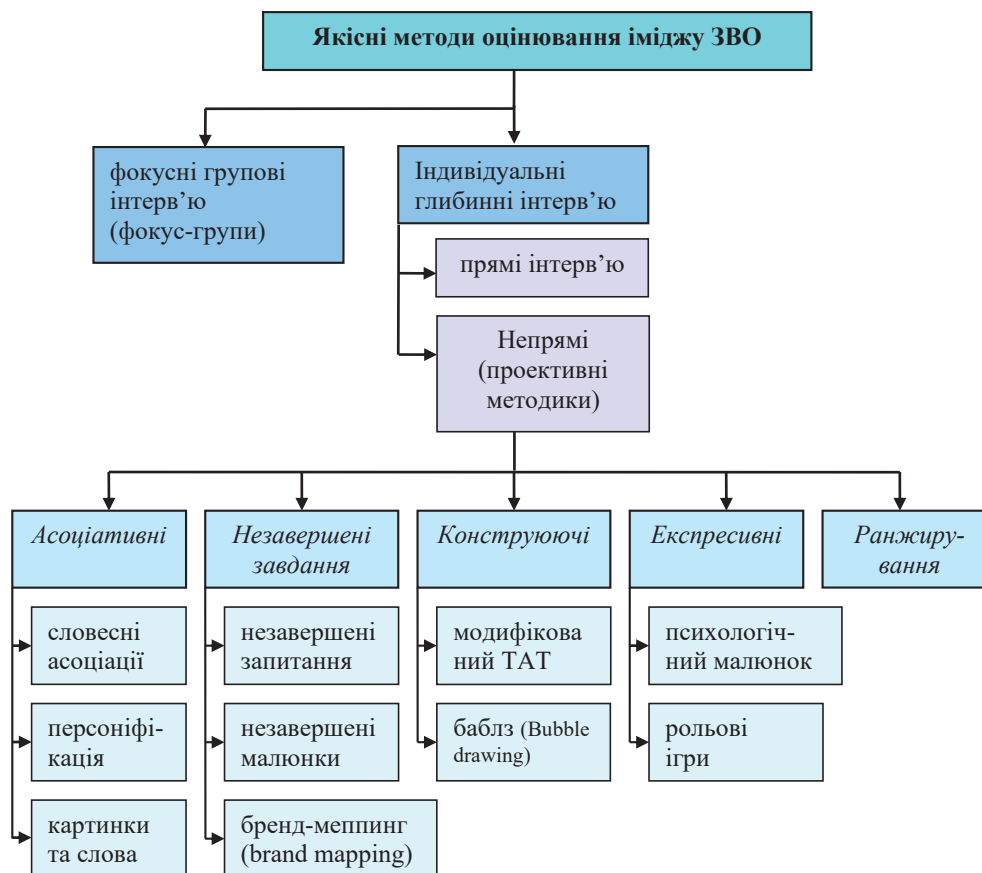 Якісні методи оцінювання іміджу ЗВО
фокусні групові
інтерв’ю
(фокус-групи)
Індивідуальні
глибинні інтерв’ю
прямі інтерв’ю
Непрямі
(проективні
методики)
Асоціативні
Незавершені
завдання
Конструюючі
Експресивні
Ранжиру-
вання
словесні
асоціації
незавершені
запитання
модифікова
ний ТАТ
психологіч-
ний малюнок
персоніфі-
кація
незавершені
малюнки
баблз (Bubble
drawing)
рольові
ігри
картинки
та слова
бренд-меппинг
(brand mapping)